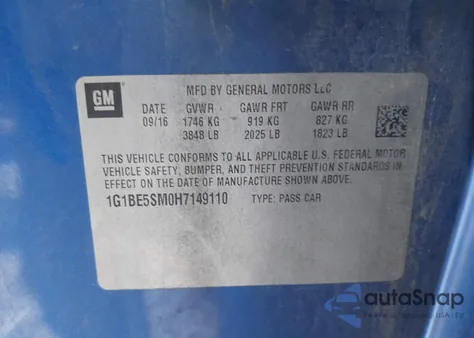 GM
MFD BY GENERAL MOTORS LLC
DATE GVWR GAWR FRT GAWR RR
09/16 1746 KG 919 KG 827 KG
3848 LB 2025 LB 1823 LB
THIS VEHICLE CONFORMS TO ALL APPLICABLE U.S. FEDERAL MOTOR
VEHICLE SAFETY, BUMPER, AND THEFT PREVENTION STANDARDS IN
EFFECT ON THE DATE OF MANUFACTURE SHOWN ABOVE.
1G1BE5SM0H7149110 TYPE: PASS CAR
autoSnap